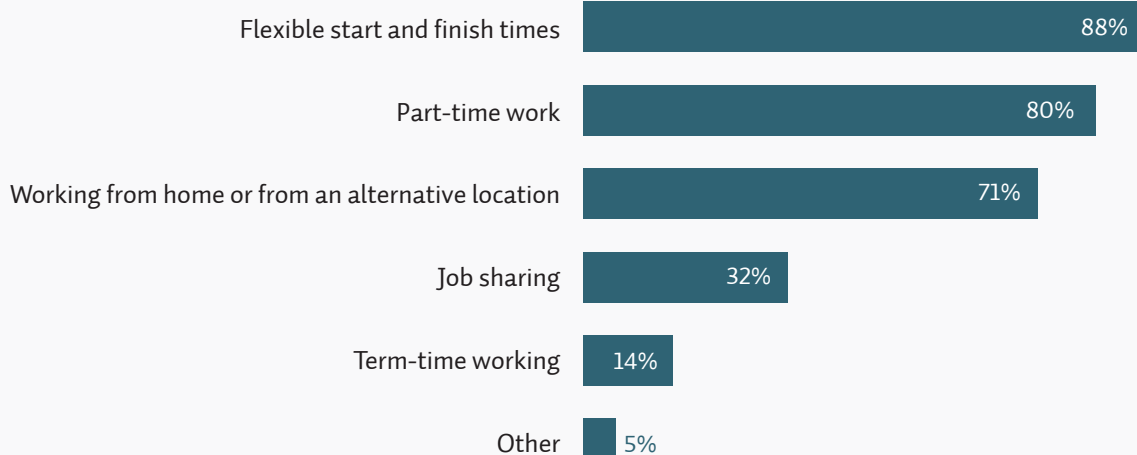 Flexible start and finish times 88%
Part-time work 80%
Working from home or from an alternative location 71%
Job sharing 32%
Term-time working 14%
Other 5%